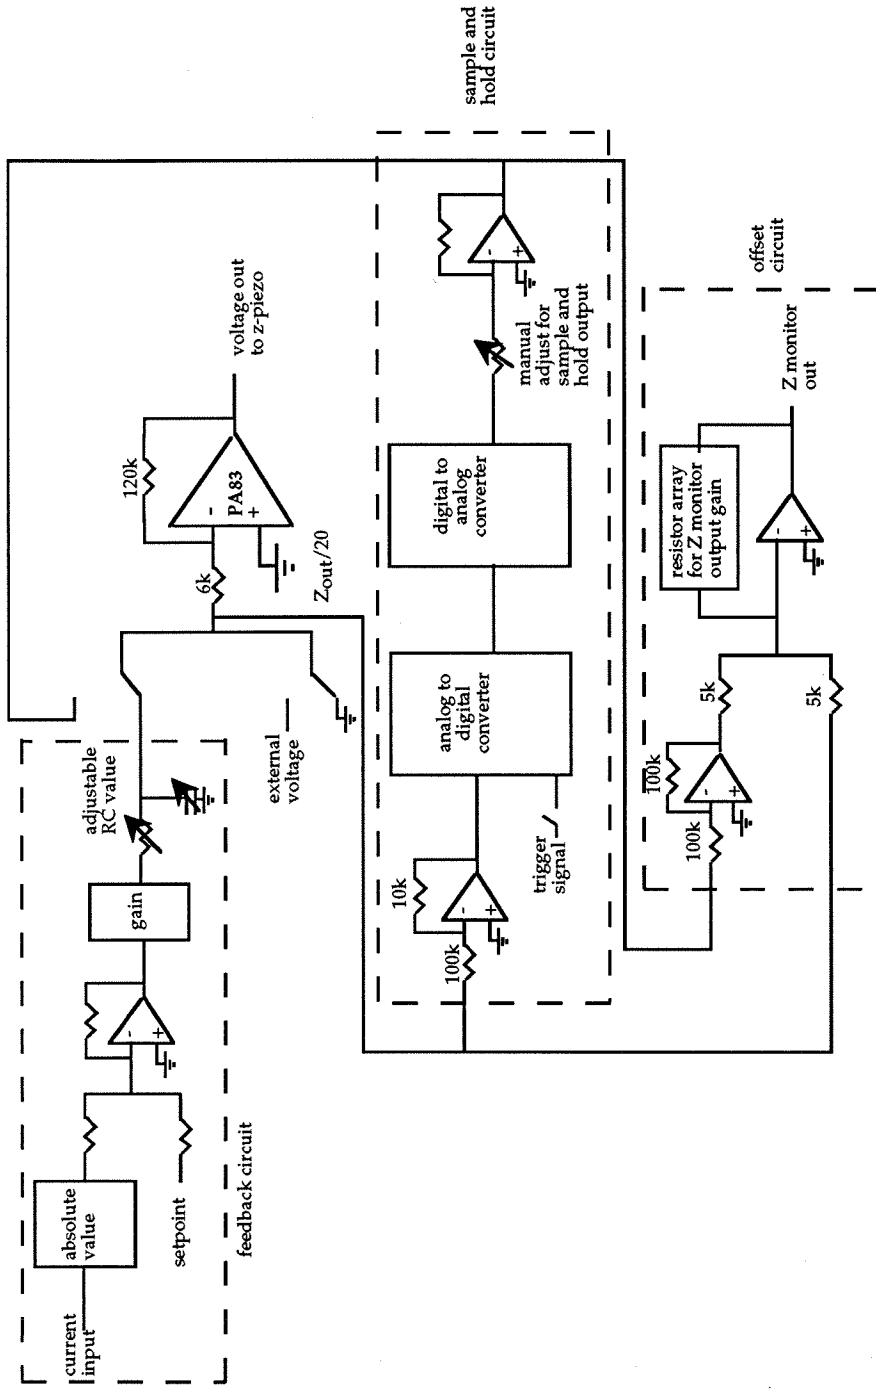 current
input
absolute
value
setpoint
feedback circuit
-
+
gain
adjustable
RC value
external
voltage
6k
120k
-
PA83
+
Zout/20
voltage out
to z-piezo
sample and
hold circuit
100k
10k
-
+
trigger
signal
analog to
digital
converter
digital to
analog
converter
manual
adjust for
sample and
hold output
-
+
offset
circuit
100k
100k
-
+
5k
5k
resistor array
for Z monitor
output gain
-
+
Z monitor
out